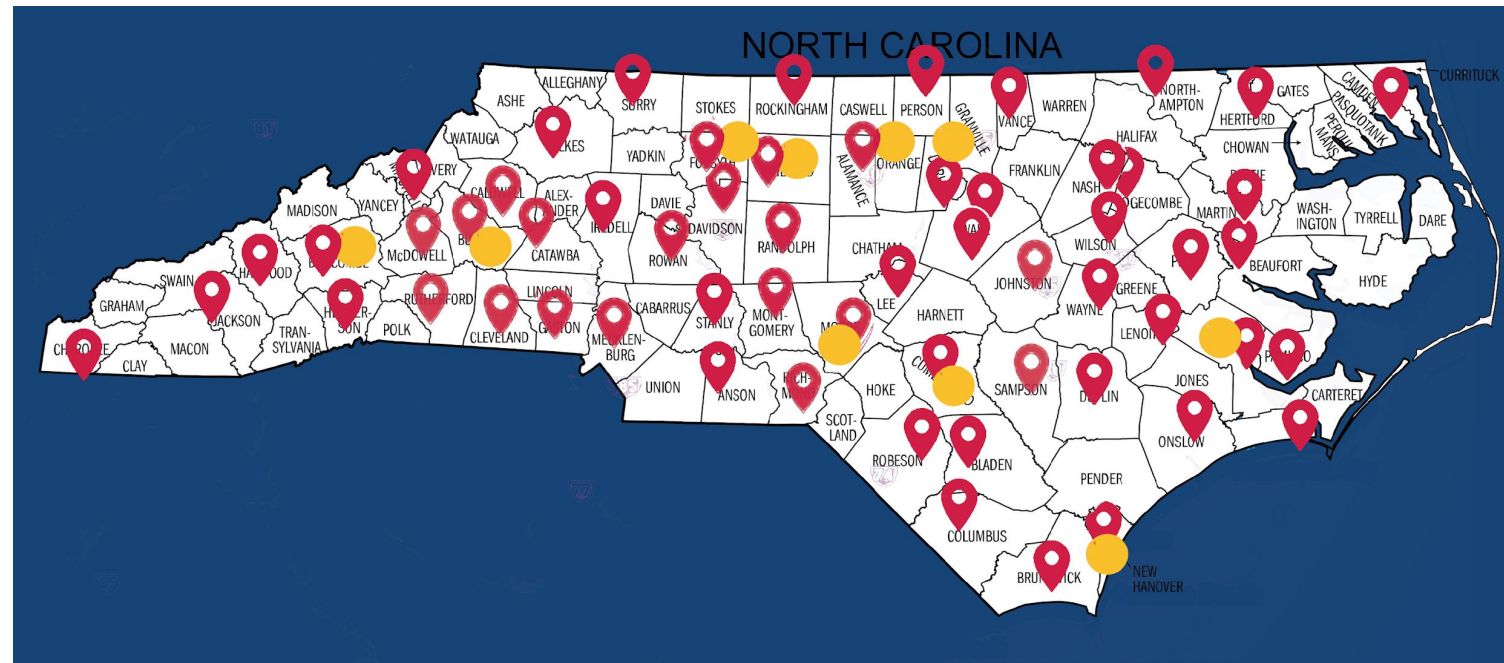 NORTH CAROLINA
CURRITUCK
CAMDEN
PASQUOTANK
ALLEGHANY
ASHE
SURRY
STOKES
ROCKINGHAM
CASWELL
PERSON
GRANVILLE
VANCE
WARREN
NORTH-
AMPTON
GATES
HERTFORD
HALIFAX
CHOWAN
WATAUGA
YADKIN
ALAMANCE
ORANGE
FRANKLIN
NASH
MADISON
YANCEY
CALDWELL
ALEX-
ANDER
DAVIE
DAVIDSON
MARTIN
WASH-
INGTON
TYRRELL
DARE
SWAIN
McDOWELL
CATAWBA
ROWAN
RANDOLPH
CHATHAM
WILSON
BEAUFORT
HYDE
GRAHAM
JACKSON
RUTHERFORD
LINCOLN
CABARRUS
STANLY
MONT-
GOMERY
LEE
HARNETT
JOHNSTON
WAYNE
GREENE
MACON
TRAN-
SYLVANIA
POLK
CLEVELAND
GASTON
MECKLEN-
BURG
CLAY
UNION
ANSON
HOKE
SCOT-
LAND
SAMPSON
JONES
CARTERET
ROBESON
BLADEN
ONSLOW
PENDER
COLUMBUS
NEW
HANOVER